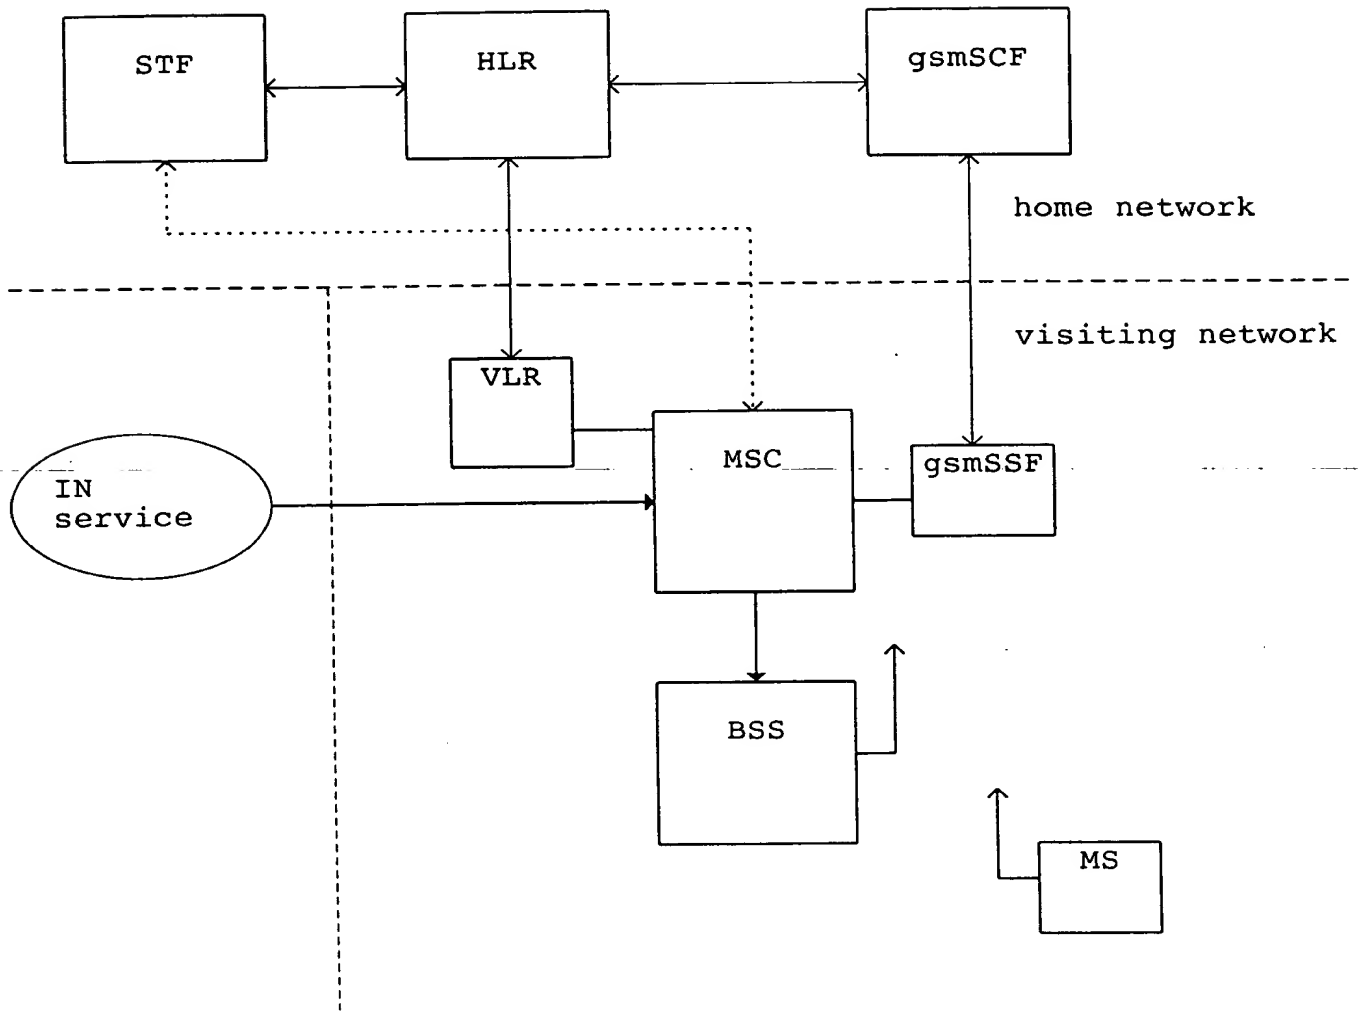 STF
HLR
gsmSCF
home network
visiting network
VLR
MSC
gsmSSF
IN
service
BSS
MS